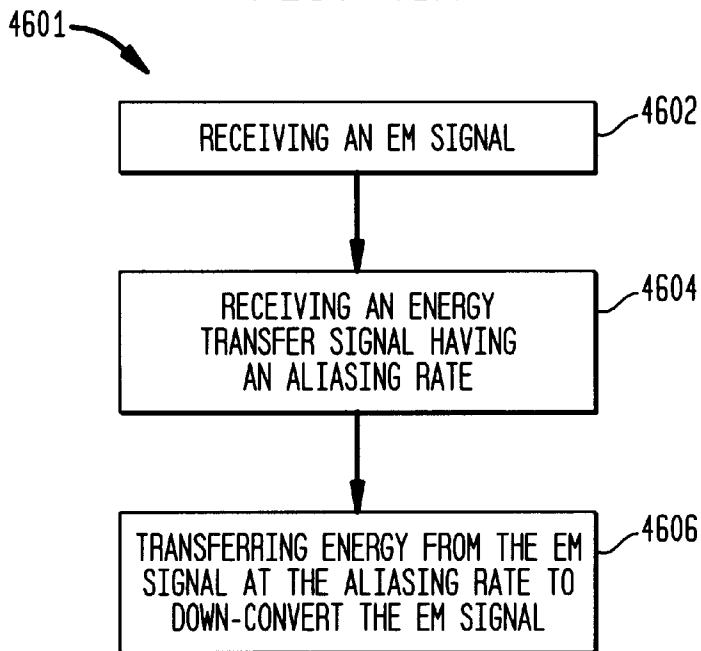 4601
RECEIVING AN EM SIGNAL
4602
RECEIVING AN ENERGY
TRANSFER SIGNAL HAVING
AN ALIASING RATE
4604
TRANSFERRING ENERGY FROM THE EM
SIGNAL AT THE ALIASING RATE TO
DOWN-CONVERT THE EM SIGNAL
4606